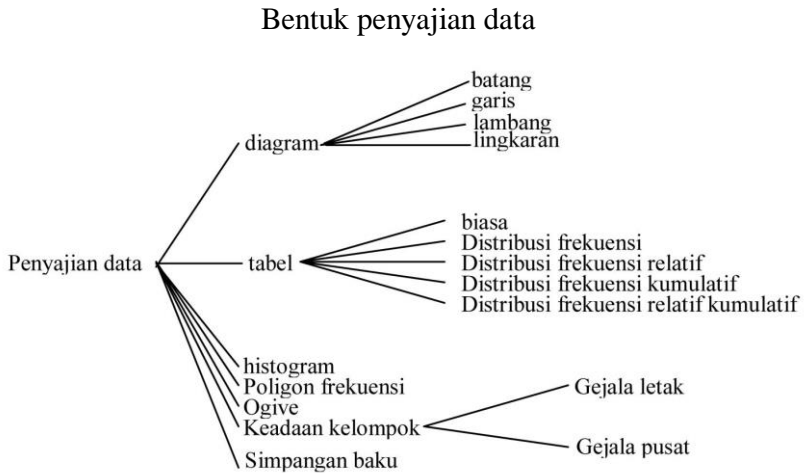 Bentuk penyajian data
batang
garis
lambang
lingkaran
diagram
biasa
Distribusi frekuensi
Distribusi frekuensi relatif
Distribusi frekuensi kumulatif
Distribusi frekuensi relatif kumulatif
Penyajian data
tabel
histogram
Poligon frekuensi
Ogive
Keadaan kelompok
Simpangan baku
Gejala letak
Gejala pusat